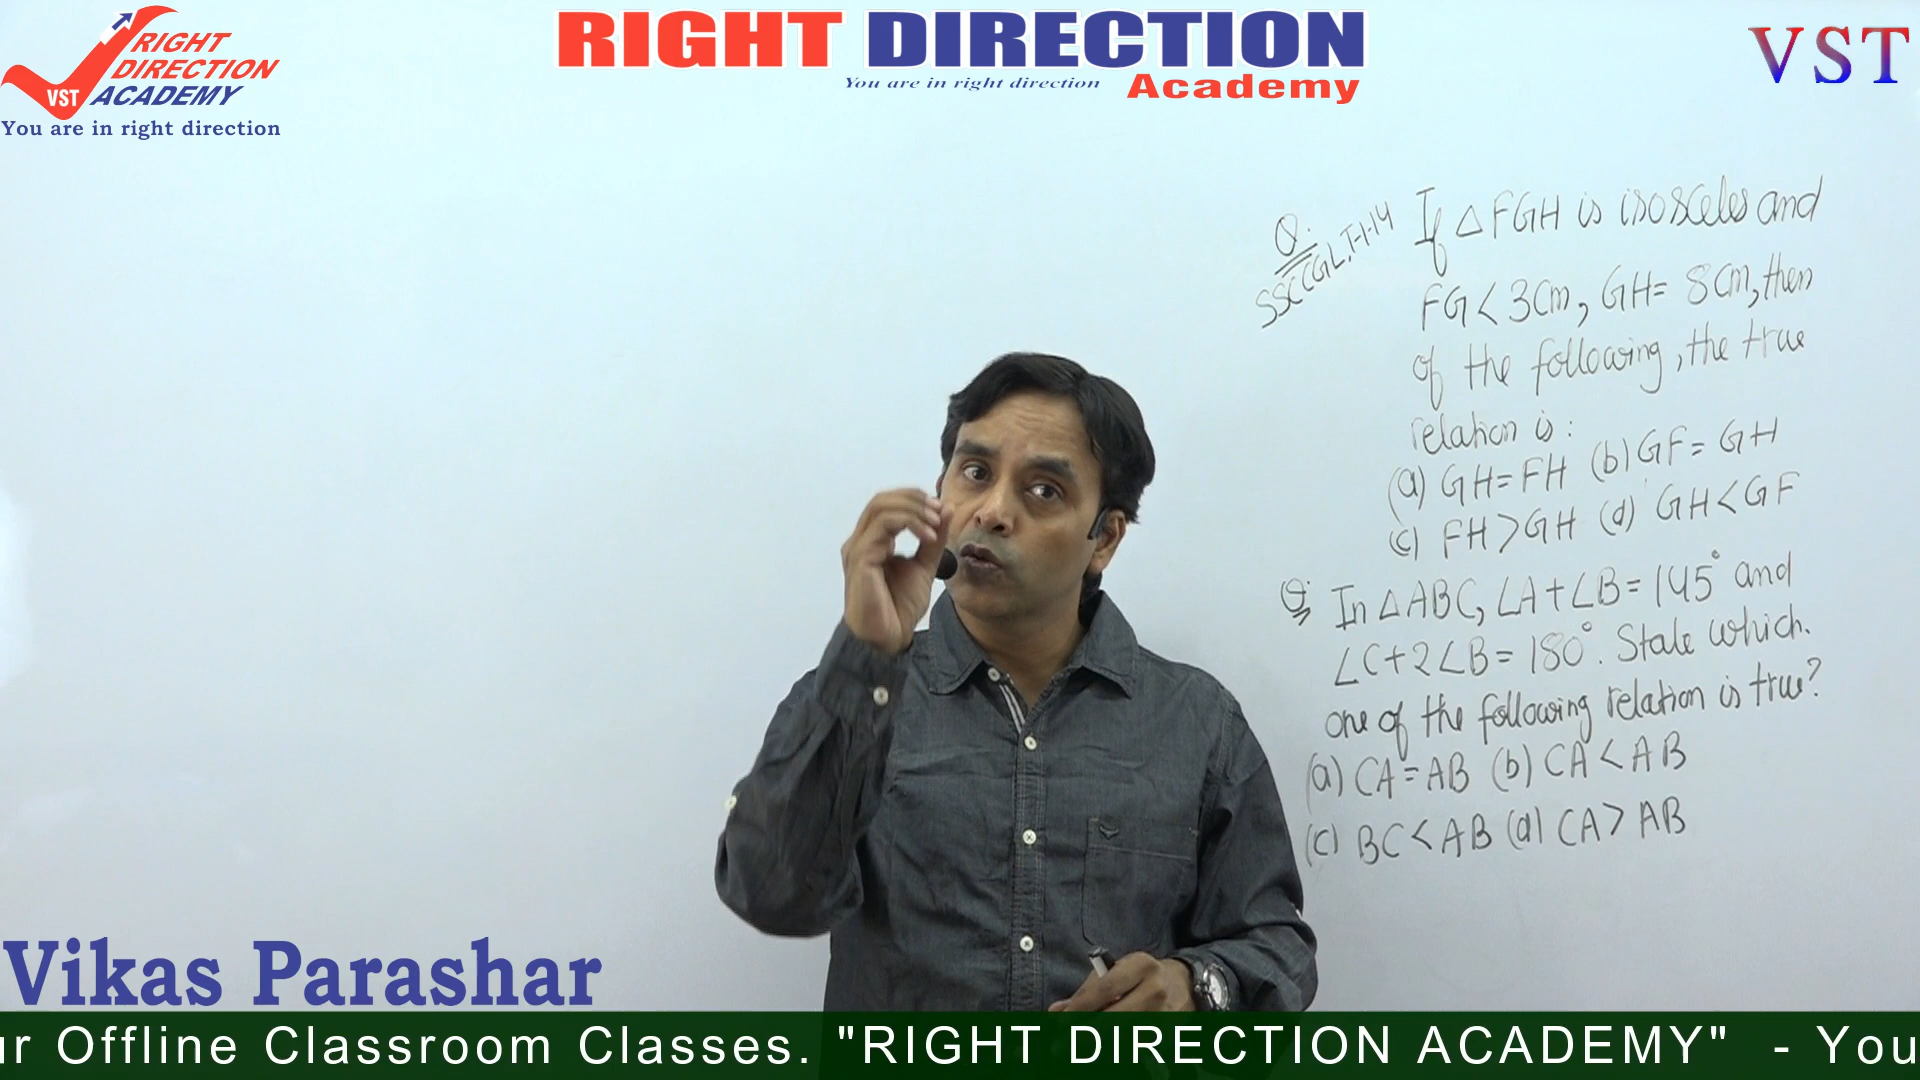 RIGHT
DIRECTION
VST ACADEMY
You are in right direction
RIGHT DIRECTION
You are in right direction Academy
VST
Q. If △FGH is isosceles and
SSC CGL, T-1-14
FG < 3cm, GH = 8cm, then
of the following, the true
relation is:
(a) GH = FH (b) GF = GH
(c) FH > GH (d) GH < GF
Q. In △ABC, ∠A + ∠B = 145° and
∠C + 2∠B = 180°. State which
one of the following relation is true?
(a) CA = AB (b) CA < AB
(c) BC < AB (d) CA > AB
Vikas Parashar
ur Offline Classroom Classes. "RIGHT DIRECTION ACADEMY" - You